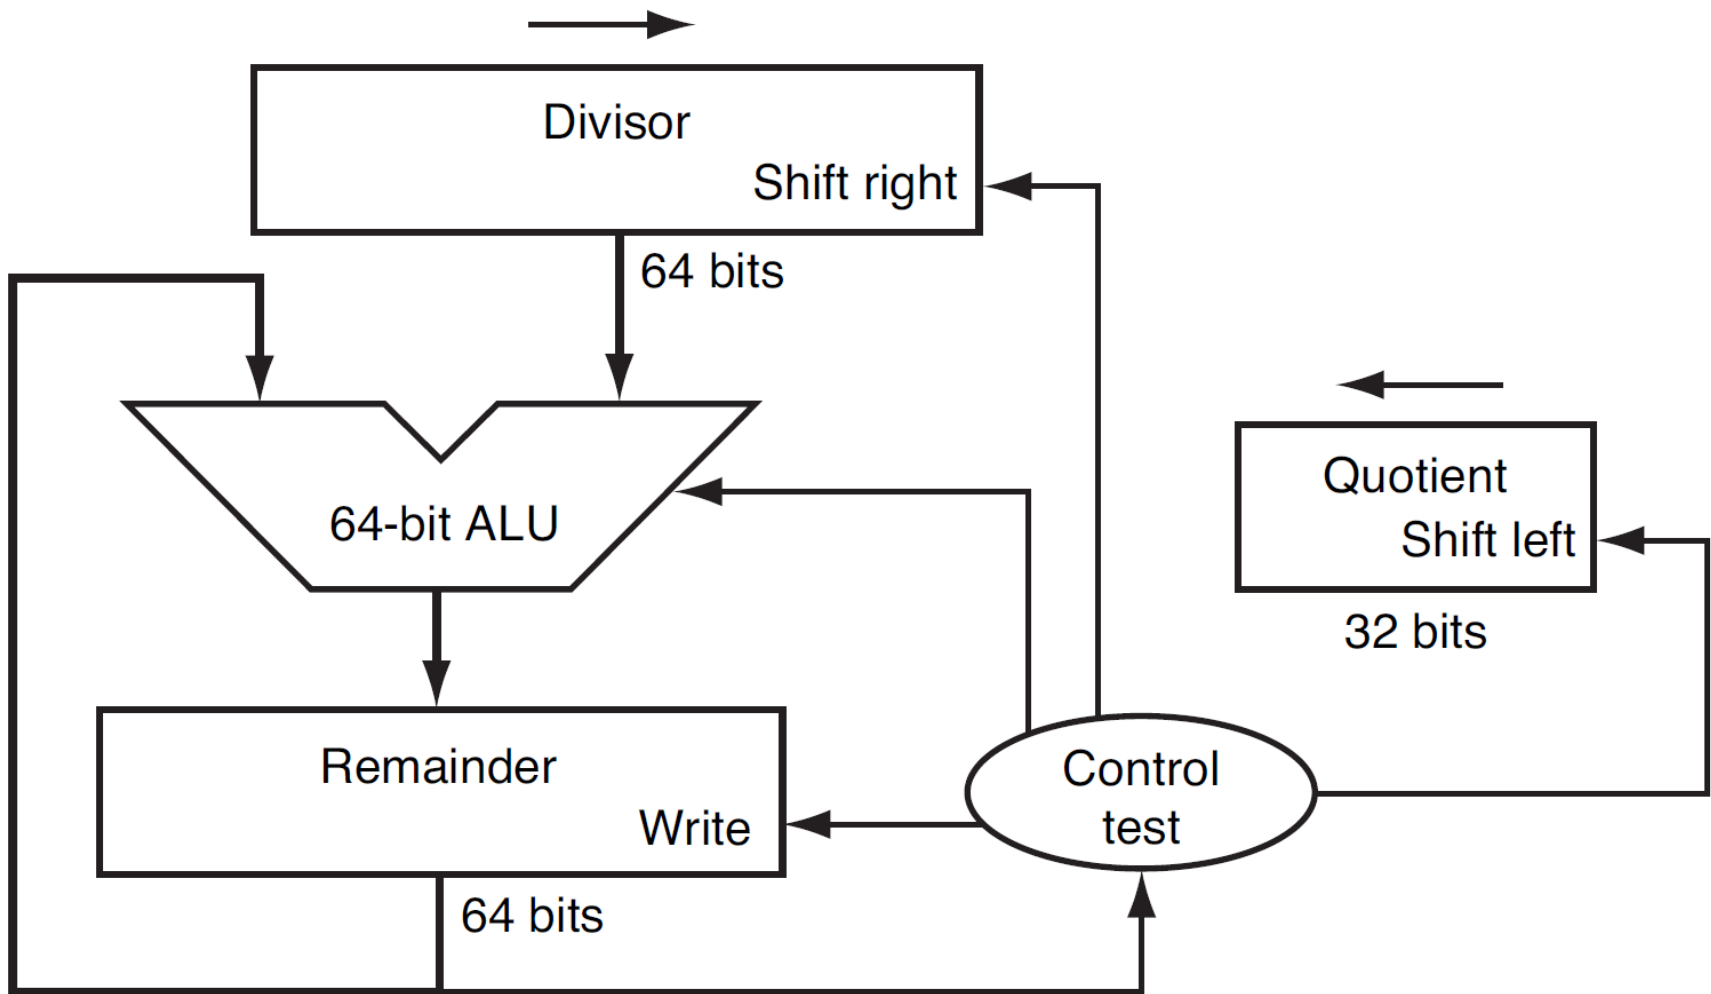 Divisor
Shift right
64 bits
64-bit ALU
Quotient
Shift left
32 bits
Remainder
Write
Control
test
64 bits